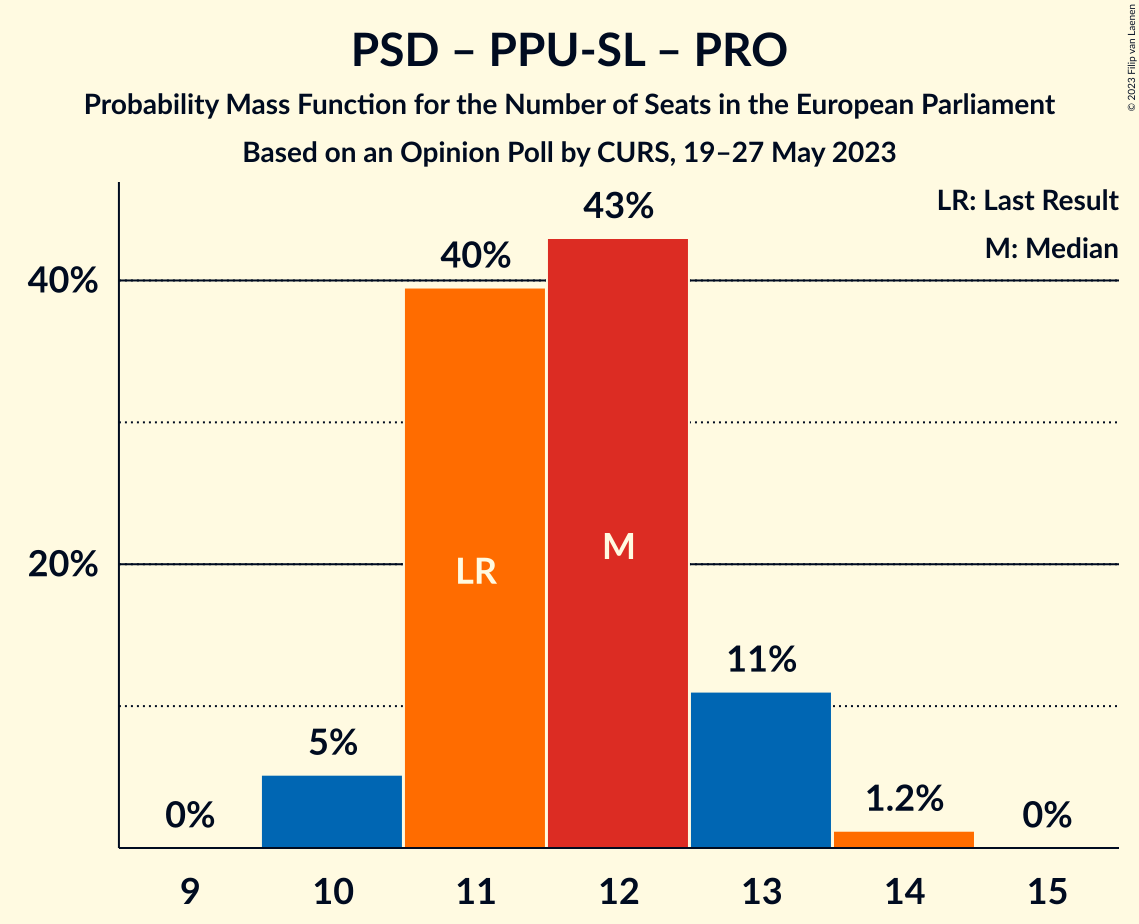 PSD – PPU-SL – PRO
Probability Mass Function for the Number of Seats in the European Parliament
Based on an Opinion Poll by CURS, 19–27 May 2023
© 2023 Filip van Laenen
LR: Last Result
M: Median
40%
20%
0%
5%
40%
43%
11%
1.2%
0%
LR
M
9
10
11
12
13
14
15